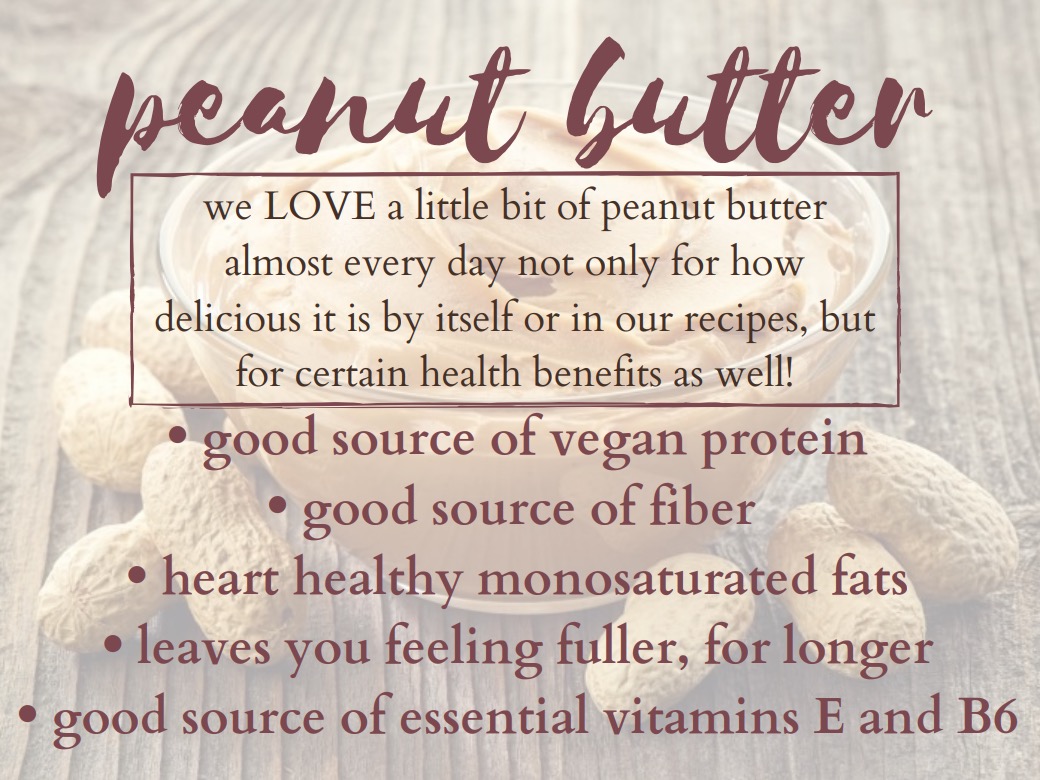 peanut butter
we LOVE a little bit of peanut butter
almost every day not only for how
delicious it is by itself or in our recipes, but
for certain health benefits as well!
• good source of vegan protein
• good source of fiber
• heart healthy monosaturated fats
• leaves you feeling fuller, for longer
• good source of essential vitamins E and B6